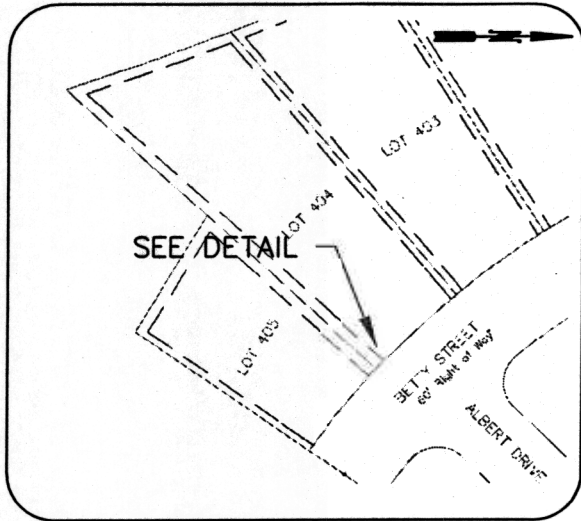 N
LOT 403
LOT 404
SEE DETAIL
LOT 405
BETTY STREET
60' Right of Way
ALBERT DRIVE